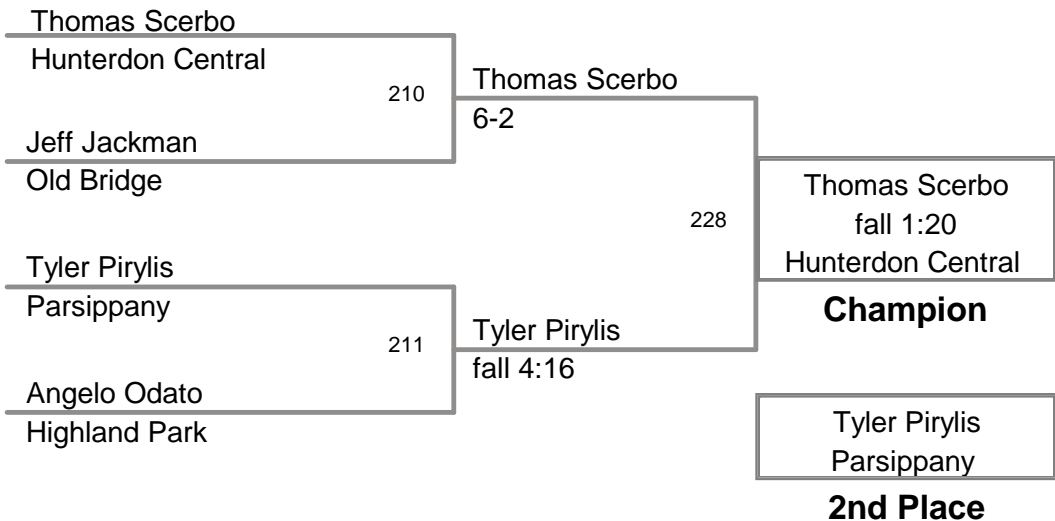 Thomas Scerbo
Hunterdon Central
210
Jeff Jackman
Old Bridge
Thomas Scerbo
6-2
Tyler Pirylis
Parsippany
211
Angelo Odato
Highland Park
Tyler Pirylis
fall 4:16
228
Thomas Scerbo
fall 1:20
Hunterdon Central
Champion
Tyler Pirylis
Parsippany
2nd Place